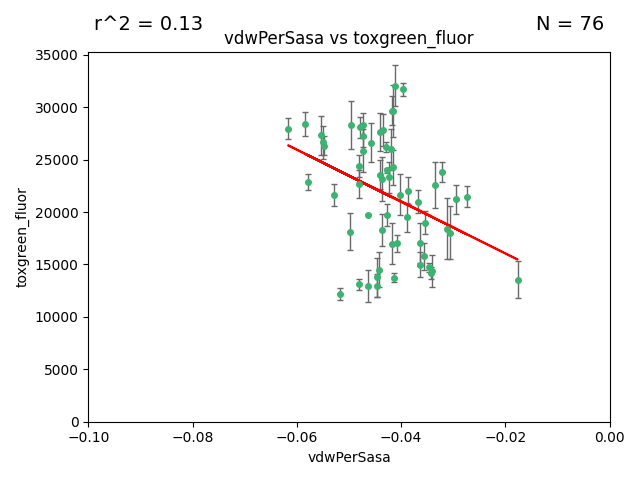 r^2 = 0.13
N = 76
vdwPerSasa vs toxgreen_fluor
35000
30000
25000
20000
15000
10000
5000
0
toxgreen_fluor
−0.10
−0.08
−0.06
−0.04
−0.02
0.00
vdwPerSasa